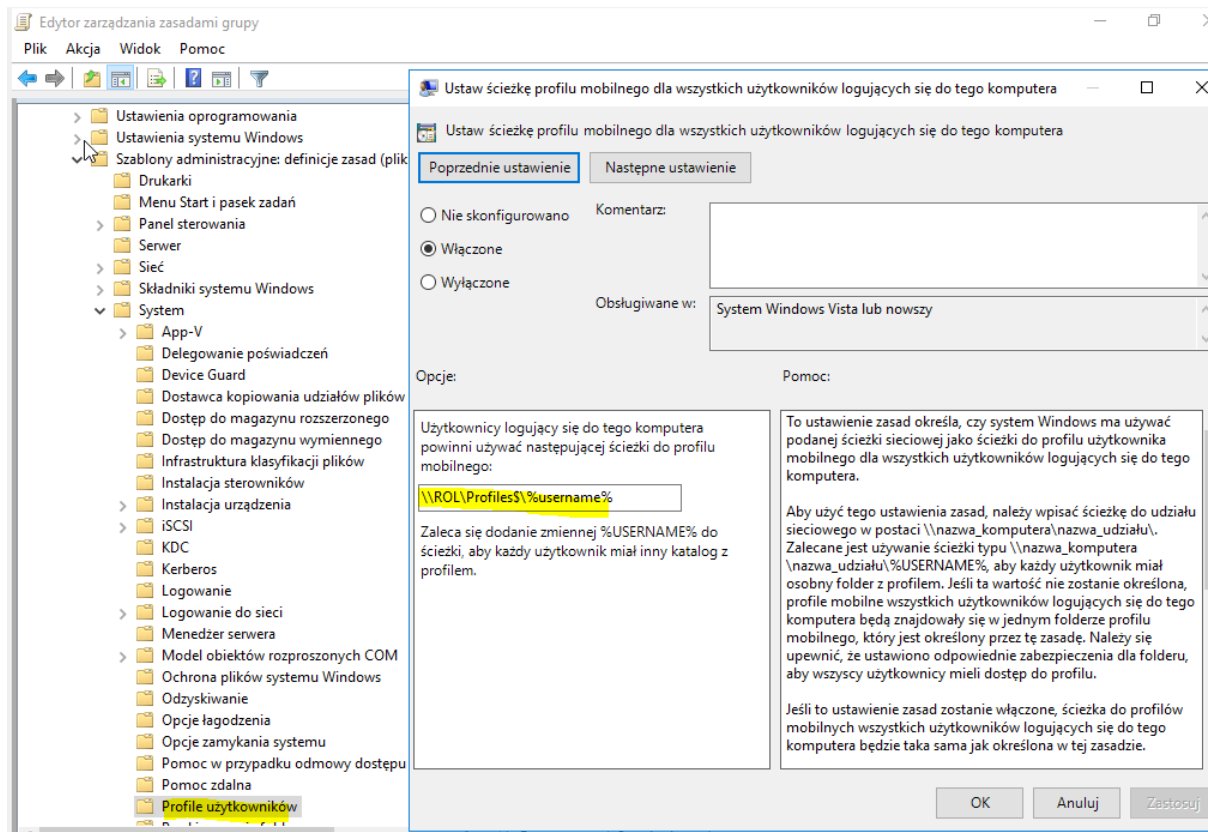 Edytor zarządzania zasadami grupy
Plik Akcja Widok Pomoc
Ustawienia oprogramowania
Ustawienia systemu Windows
Szablony administracyjne: definicje zasad (plik
Drukarki
Menu Start i pasek zadań
Panel sterowania
Serwer
Sieć
Składniki systemu Windows
System
App-V
Delegowanie poświadczeń
Device Guard
Dostawca kopiowania udziałów plików
Dostęp do magazynu rozszerzonego
Dostęp do magazynu wymiennego
Infrastruktura klasyfikacji plików
Instalacja sterowników
Instalacja urządzenia
iSCSI
KDC
Kerberos
Logowanie
Logowanie do sieci
Menedżer serwera
Model obiektów rozproszonych COM
Ochrona plików systemu Windows
Odzyskiwanie
Opcje łagodzenia
Opcje zamykania systemu
Pomoc w przypadku odmowy dostępu
Pomoc zdalna
Profile użytkowników
Ustaw ścieżkę profilu mobilnego dla wszystkich użytkowników logujących się do tego komputera
Ustaw ścieżkę profilu mobilnego dla wszystkich użytkowników logujących się do tego komputera
Poprzednie ustawienie Następne ustawienie
Nie skonfigurowano
Włączone
Wyłączone
Komentarz:
Obsługiwane w: System Windows Vista lub nowszy
Opcje:
Użytkownicy logujący się do tego komputera
powinni używać następującej ścieżki do profilu
mobilnego:
\\ROL\Profiles$\%username%
Zaleca się dodanie zmiennej %USERNAME% do
ścieżki, aby każdy użytkownik miał inny katalog z
profilem.
Pomoc:
To ustawienie zasad określa, czy system Windows ma używać
podanej ścieżki sieciowej jako ścieżki do profilu użytkownika
mobilnego dla wszystkich użytkowników logujących się do tego
komputera.
Aby użyć tego ustawienia zasad, należy wpisać ścieżkę do udziału
sieciowego w postaci \\nazwa_komputera\nazwa_udziału\.
Zalecane jest używanie ścieżki typu \\nazwa_komputera
\nazwa_udziału\%USERNAME%, aby każdy użytkownik miał
osobny folder z profilem. Jeśli ta wartość nie zostanie określona,
profile mobilne wszystkich użytkowników logujących się do tego
komputera będą znajdowały się w jednym folderze profilu
mobilnego, który jest określony przez tę zasadę. Należy się
upewnić, że ustawiono odpowiednie zabezpieczenia dla folderu,
aby wszyscy użytkownicy mieli dostęp do profilu.
Jeśli to ustawienie zasad zostanie włączone, ścieżka do profilów
mobilnych wszystkich użytkowników logujących się do tego
komputera będzie taka sama jak określona w tej zasadzie.
OK Anuluj Zastosuj